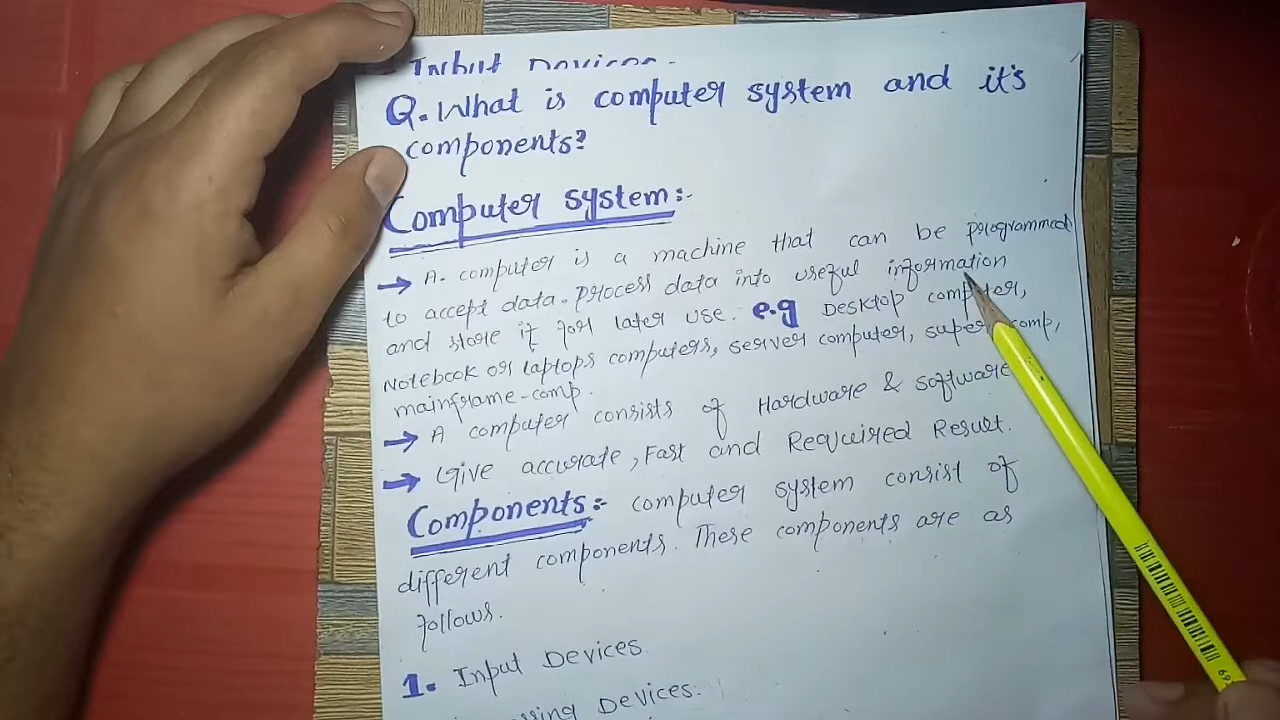 Input Devices.
Q. What is computer system and it's
components?
Computer system:-
→ A. computer is a machine that can be programmed
to accept data. process data into useful information
and store it for later use. e.g Desktop computer,
Notebook or laptops computers, server computer, super comp,
mainframe-comp.
→ A computer consists of Hardware & software
→ Give accurate, Fast and Required Result.
Components:- computer system consist of
different components. These components are as
follows.
1. Input Devices
Devices.